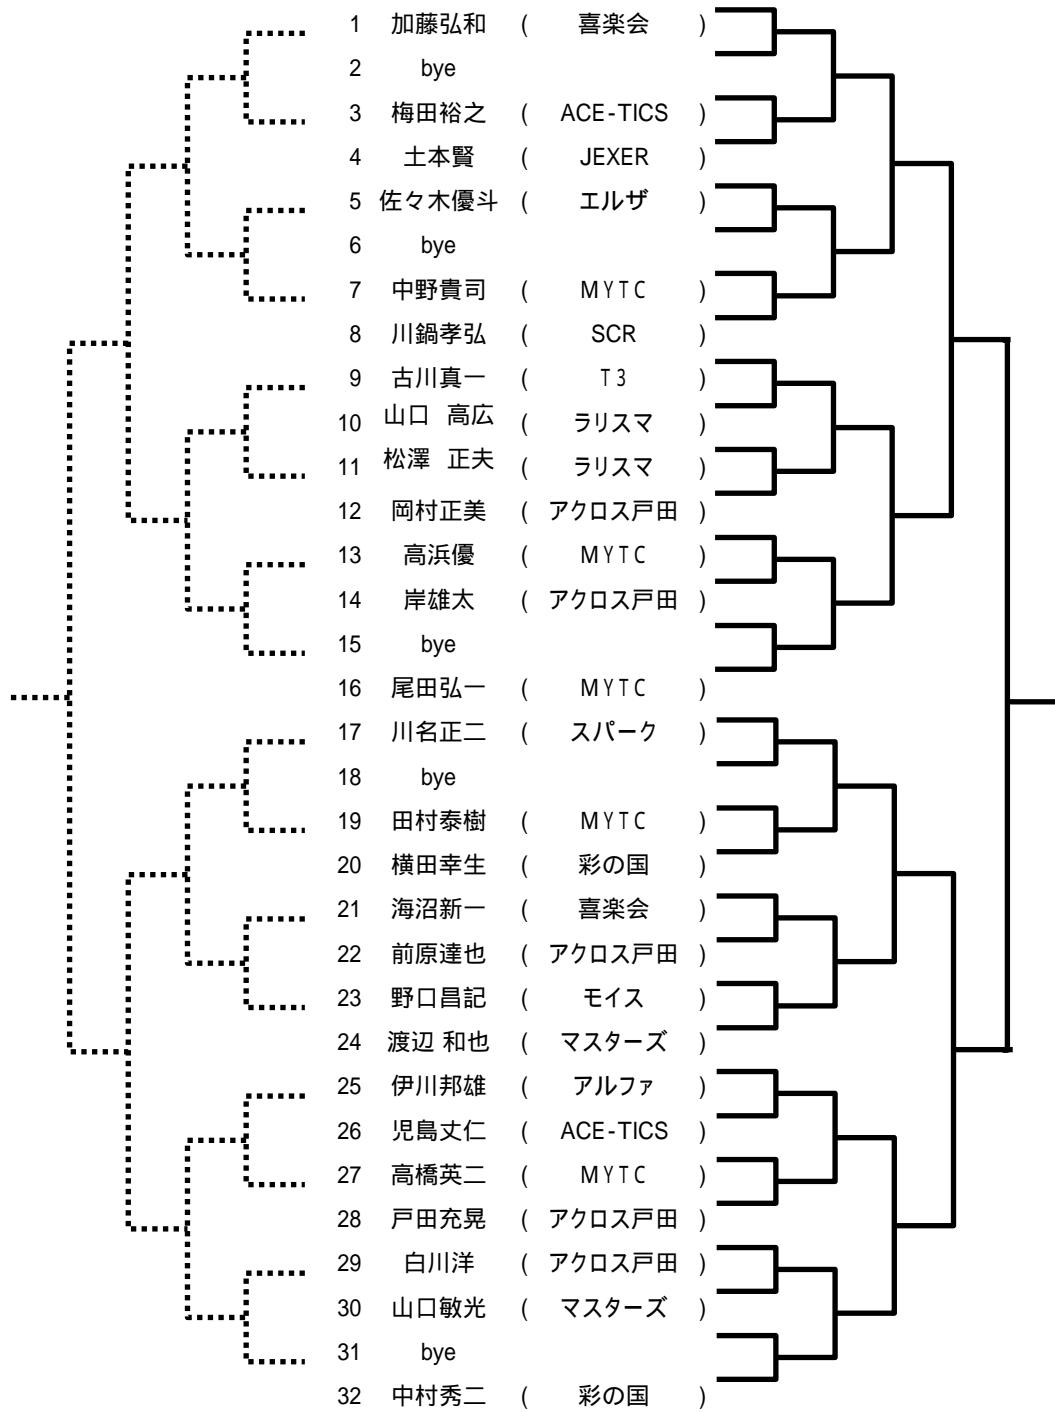 1 加藤弘和 ( 喜楽会 )
2 bye
3 梅田裕之 ( ACE-TICS )
4 土本賢 ( JEXER )
5 佐々木優斗 ( エルザ )
6 bye
7 中野貴司 ( MYTC )
8 川鍋孝弘 ( SCR )
9 古川真一 ( T3 )
10 山口 高広 ( ラリスマ )
11 松澤 正夫 ( ラリスマ )
12 岡村正美 ( アクロス戸田 )
13 高浜優 ( MYTC )
14 岸雄太 ( アクロス戸田 )
15 bye
16 尾田弘一 ( MYTC )
17 川名正二 ( スパーク )
18 bye
19 田村泰樹 ( MYTC )
20 横田幸生 ( 彩の国 )
21 海沼新一 ( 喜楽会 )
22 前原達也 ( アクロス戸田 )
23 野口昌記 ( モイス )
24 渡辺 和也 ( マスターズ )
25 伊川邦雄 ( アルファ )
26 児島丈仁 ( ACE-TICS )
27 高橋英二 ( MYTC )
28 戸田充晃 ( アクロス戸田 )
29 白川洋 ( アクロス戸田 )
30 山口敏光 ( マスターズ )
31 bye
32 中村秀二 ( 彩の国 )